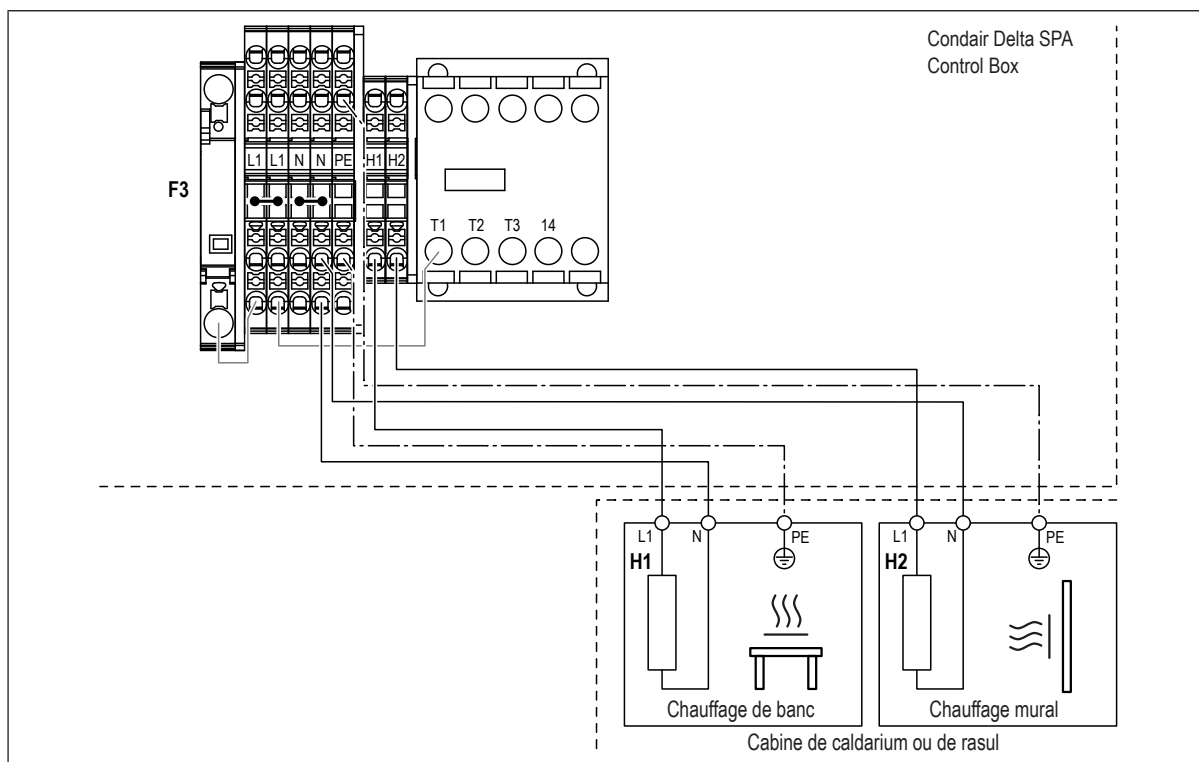 Condair Delta SPA
Control Box
F3
L1 L1 N N PE H1 H2
T1 T2 T3 14
L1 N PE
H1
L1 N PE
H2
Chauffage de banc
Chauffage mural
Cabine de caldarium ou de rasul